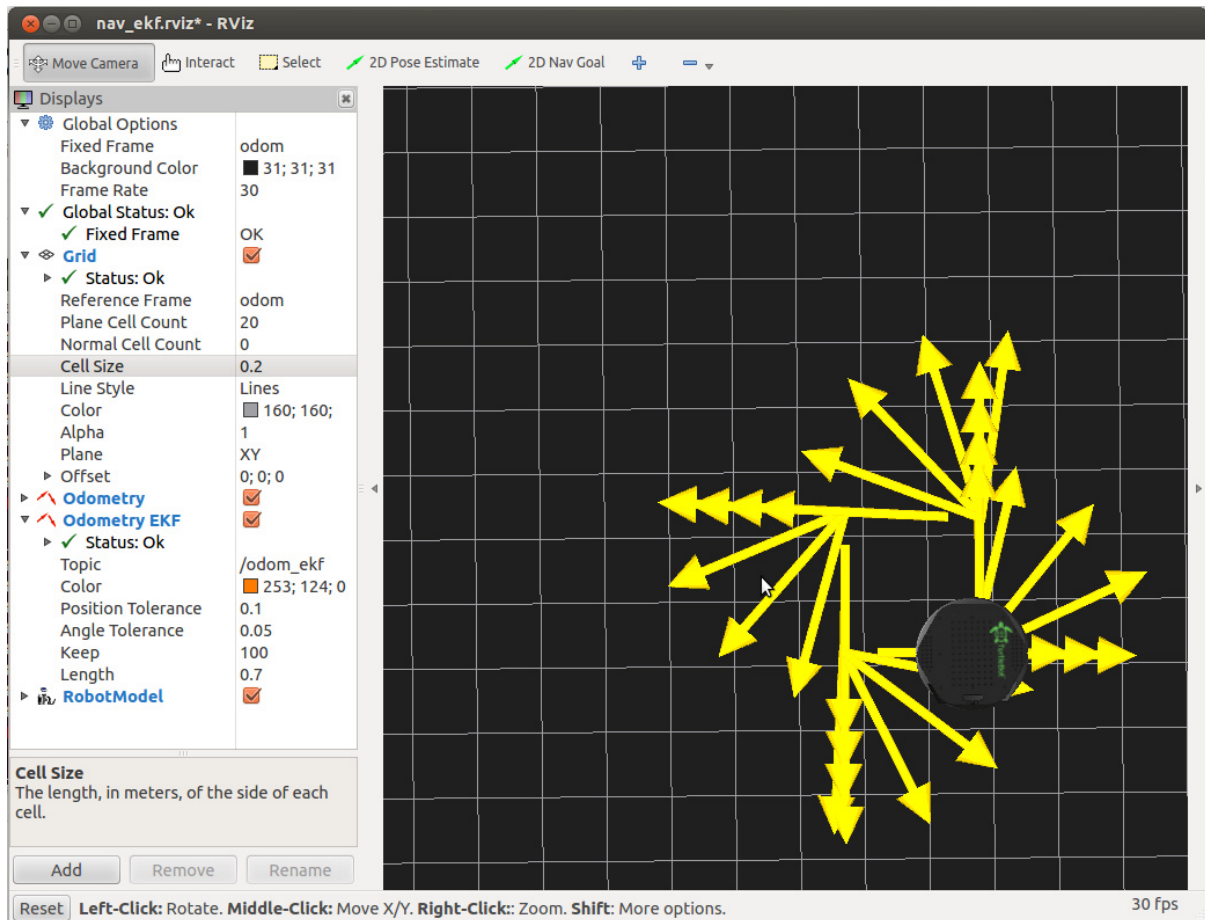 nav_ekf.rviz* - RViz
Move Camera Interact Select 2D Pose Estimate 2D Nav Goal
Displays
Global Options
Fixed Frame odom
Background Color 31; 31; 31
Frame Rate 30
Global Status: Ok
Fixed Frame OK
Grid
Status: Ok
Reference Frame odom
Plane Cell Count 20
Normal Cell Count 0
Cell Size 0.2
Line Style Lines
Color 160; 160;
Alpha 1
Plane XY
Offset 0; 0; 0
Odometry
Odometry EKF
Status: Ok
Topic /odom_ekf
Color 253; 124; 0
Position Tolerance 0.1
Angle Tolerance 0.05
Keep 100
Length 0.7
RobotModel
Cell Size
The length, in meters, of the side of each
cell.
Add Remove Rename
Reset Left-Click: Rotate. Middle-Click: Move X/Y. Right-Click:: Zoom. Shift: More options. 30 fps
TurtleBot